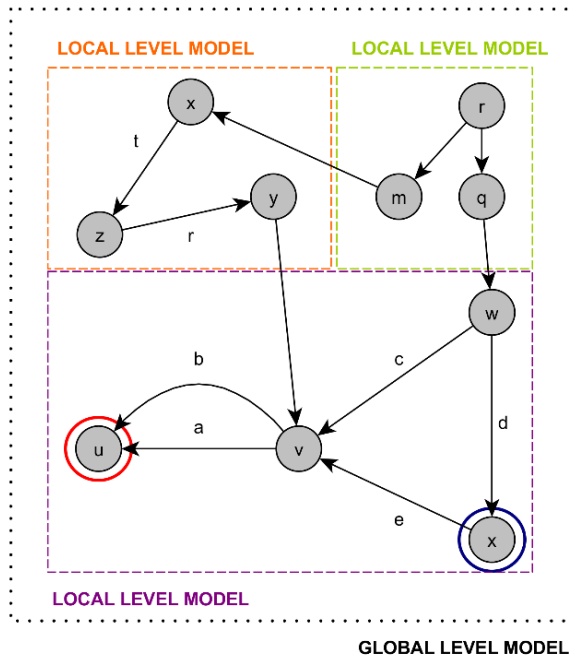 LOCAL LEVEL MODEL
LOCAL LEVEL MODEL
x
r
t
y
m
q
z
r
w
b
c
a
d
u
v
e
x
LOCAL LEVEL MODEL
GLOBAL LEVEL MODEL